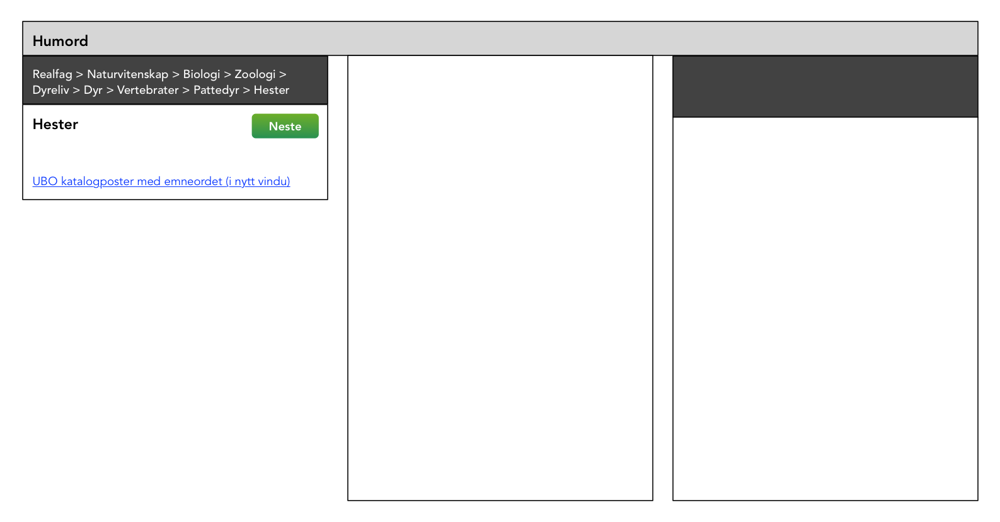 Humord
Realfag > Naturvitenskap > Biologi > Zoologi >
Dyreliv > Dyr > Vertebrater > Pattedyr > Hester
Hester
Neste
UBO katalogposter med emneordet (i nytt vindu)